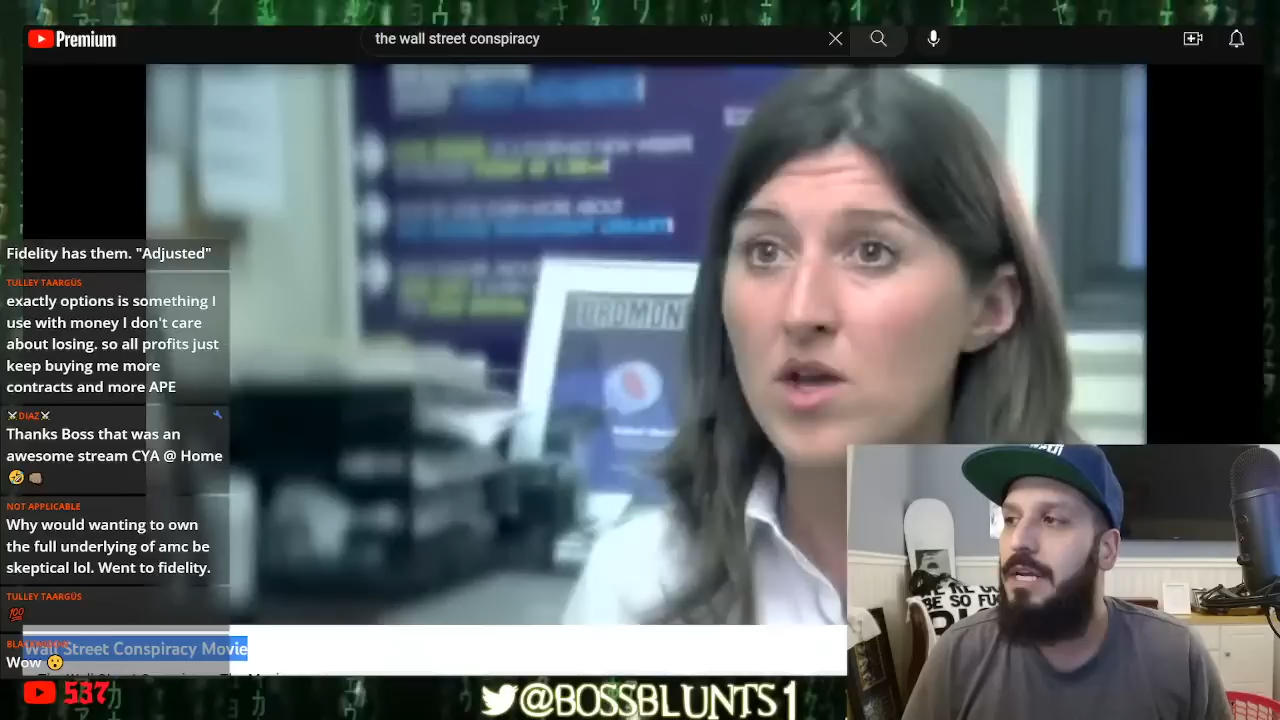 Premium
the wall street conspiracy
Fidelity has them. "Adjusted"
TULLEY TAARGÜS
exactly options is something I
use with money I don't care
about losing. so all profits just
keep buying me more
contracts and more APE
⚔DIAZ⚔
Thanks Boss that was an
awesome stream CYA @ Home
🤣👊🏽
NOT APPLICABLE
Why would wanting to own
the full underlying of amc be
skeptical lol. Went to fidelity.
TULLEY TAARGÜS
💯
Wall Street Conspiracy Movie
Wow 😮
537
@BOSSBLUNTS1